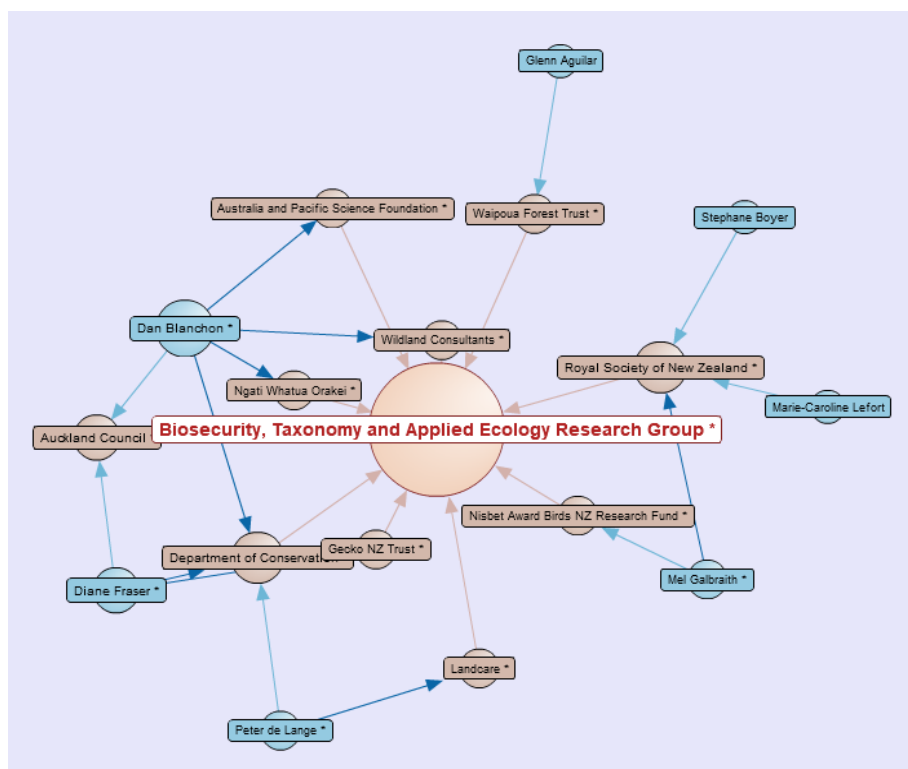 Glenn Aguilar
Australia and Pacific Science Foundation *
Waipoua Forest Trust *
Stephane Boyer
Dan Blanchon *
Wildland Consultants *
Royal Society of New Zealand *
Ngati Whatua Orakei *
Marie-Caroline Lefort
Biosecurity, Taxonomy and Applied Ecology Research Group *
Auckland Council *
Nisbet Award Birds NZ Research Fund *
Department of Conservation *
Gecko NZ Trust *
Mel Galbraith *
Diane Fraser *
Landcare *
Peter de Lange *